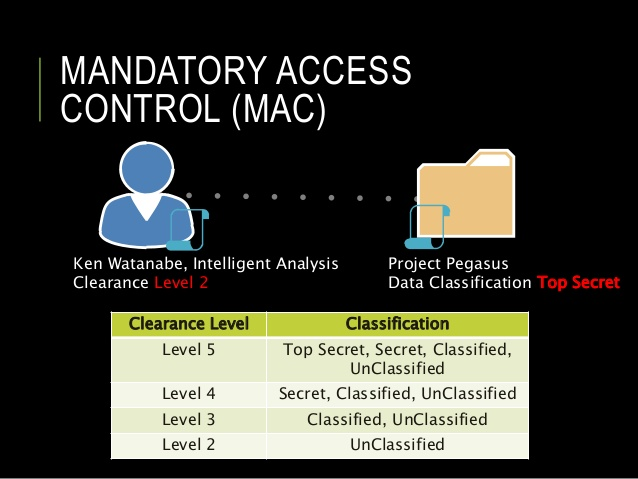 MANDATORY ACCESS
CONTROL (MAC)
Ken Watanabe, Intelligent Analysis
Clearance Level 2
Project Pegasus
Data Classification Top Secret
Clearance Level Classification
Level 5 Top Secret, Secret, Classified,
UnClassified
Level 4 Secret, Classified, UnClassified
Level 3 Classified, UnClassified
Level 2 UnClassified